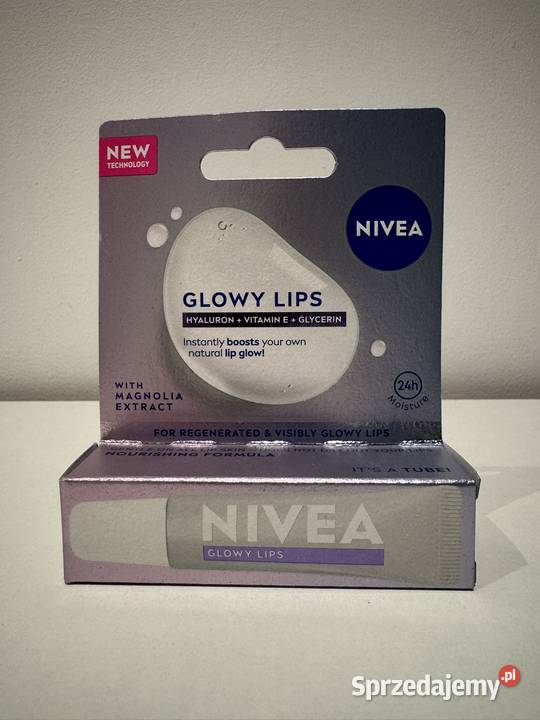 NEW
TECHNOLOGY
NIVEA
GLOWY LIPS
HYALURON + VITAMIN E + GLYCERIN
Instantly boosts your own
natural lip glow!
WITH
MAGNOLIA
EXTRACT
24h
Moisture
FOR REGENERATED & VISIBLY GLOWY LIPS
NOURISHING FORMULA
IT'S A TUBE!
NIVEA
GLOWY LIPS
Sprzedajemy.pl